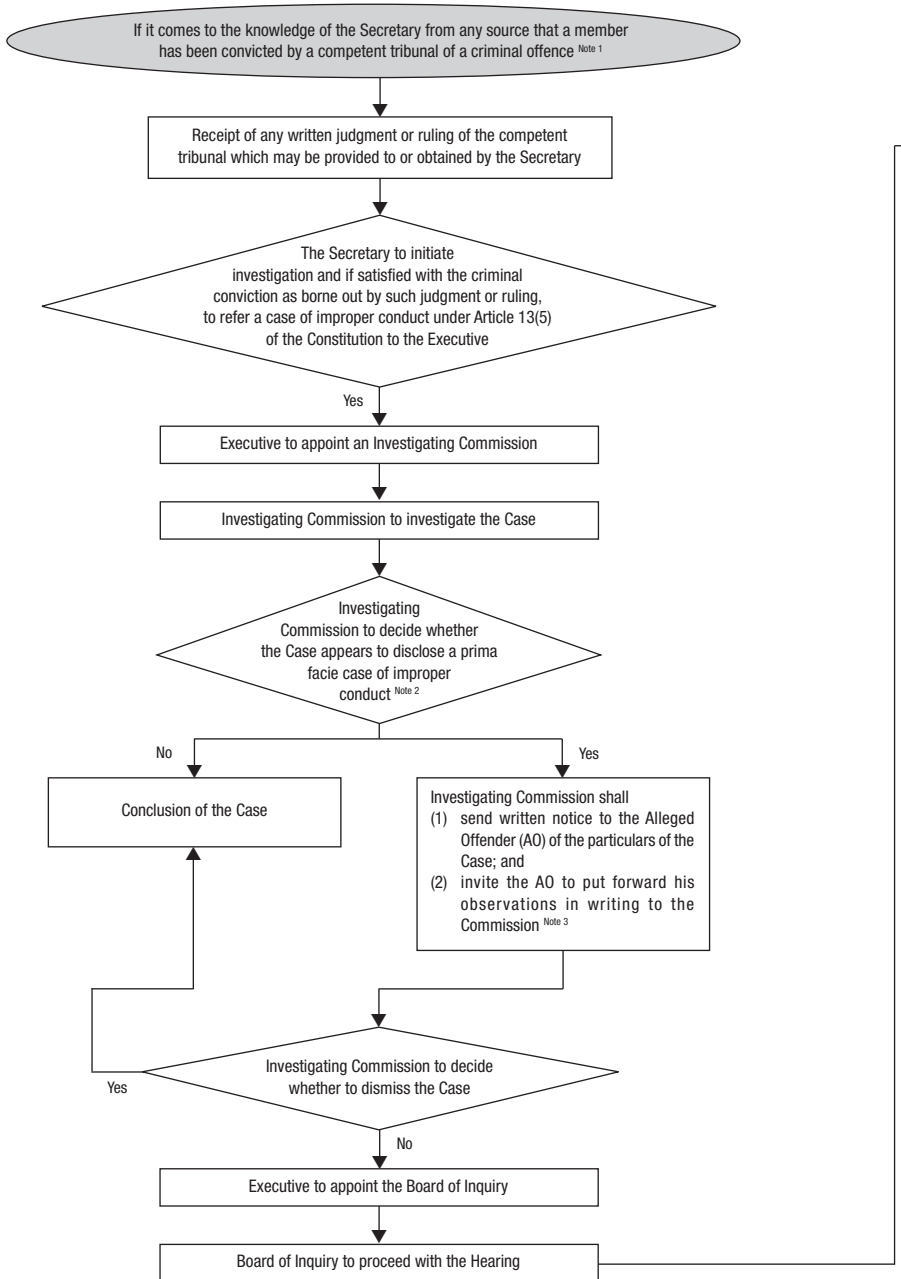 If it comes to the knowledge of the Secretary from any source that a member
has been convicted by a competent tribunal of a criminal offence Note 1
Receipt of any written judgment or ruling of the competent
tribunal which may be provided to or obtained by the Secretary
The Secretary to initiate
investigation and if satisfied with the criminal
conviction as borne out by such judgment or ruling,
to refer a case of improper conduct under Article 13(5)
of the Constitution to the Executive
Yes
Executive to appoint an Investigating Commission
Investigating Commission to investigate the Case
Investigating
Commission to decide whether
the Case appears to disclose a prima
facie case of improper
conduct Note 2
No
Yes
Conclusion of the Case
Investigating Commission shall
(1) send written notice to the Alleged
Offender (AO) of the particulars of the
Case; and
(2) invite the AO to put forward his
observations in writing to the
Commission Note 3
Investigating Commission to decide
whether to dismiss the Case
Yes
No
Executive to appoint the Board of Inquiry
Board of Inquiry to proceed with the Hearing